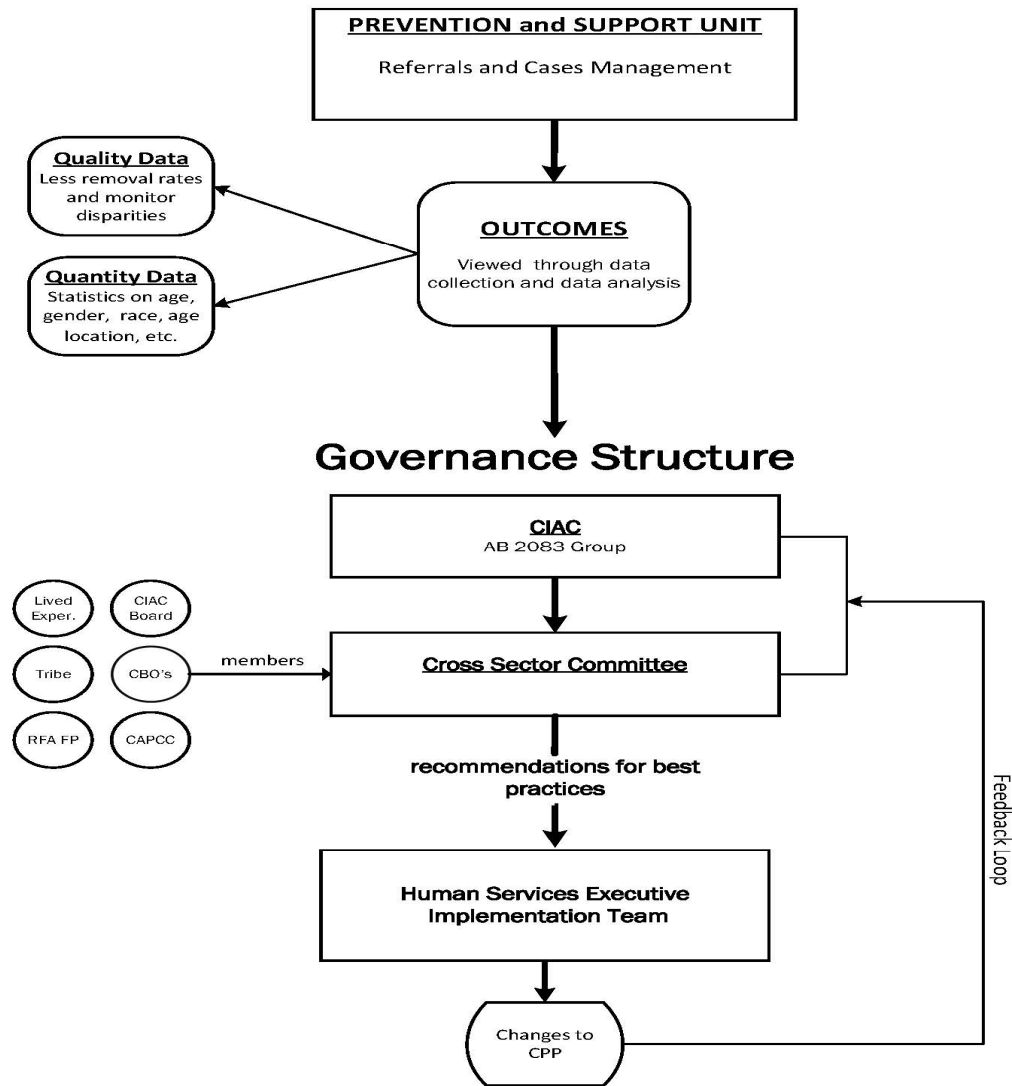 PREVENTION and SUPPORT UNIT
Referrals and Cases Management
Quality Data
Less removal rates
and monitor
disparities
OUTCOMES
Viewed through data
collection and data analysis
Quantity Data
Statistics on age,
gender, race, age
location, etc.
Governance Structure
CIAC
AB 2083 Group
Lived
Exper.
CIAC
Board
Tribe
CBO's
RFA FP
CAPCC
members
Cross Sector Committee
recommendations for best
practices
Human Services Executive
Implementation Team
Changes to
CPP
Feedback Loop